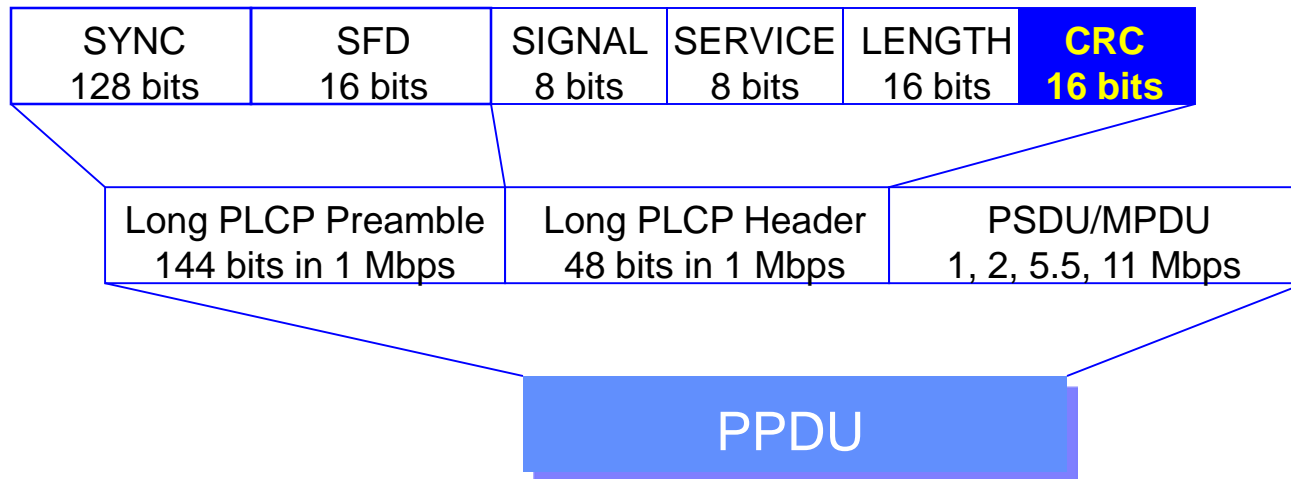 SYNC
128 bits
SFD
16 bits
SIGNAL
8 bits
SERVICE
8 bits
LENGTH
16 bits
CRC
16 bits
Long PLCP Preamble
144 bits in 1 Mbps
Long PLCP Header
48 bits in 1 Mbps
PSDU/MPDU
1, 2, 5.5, 11 Mbps
PPDU